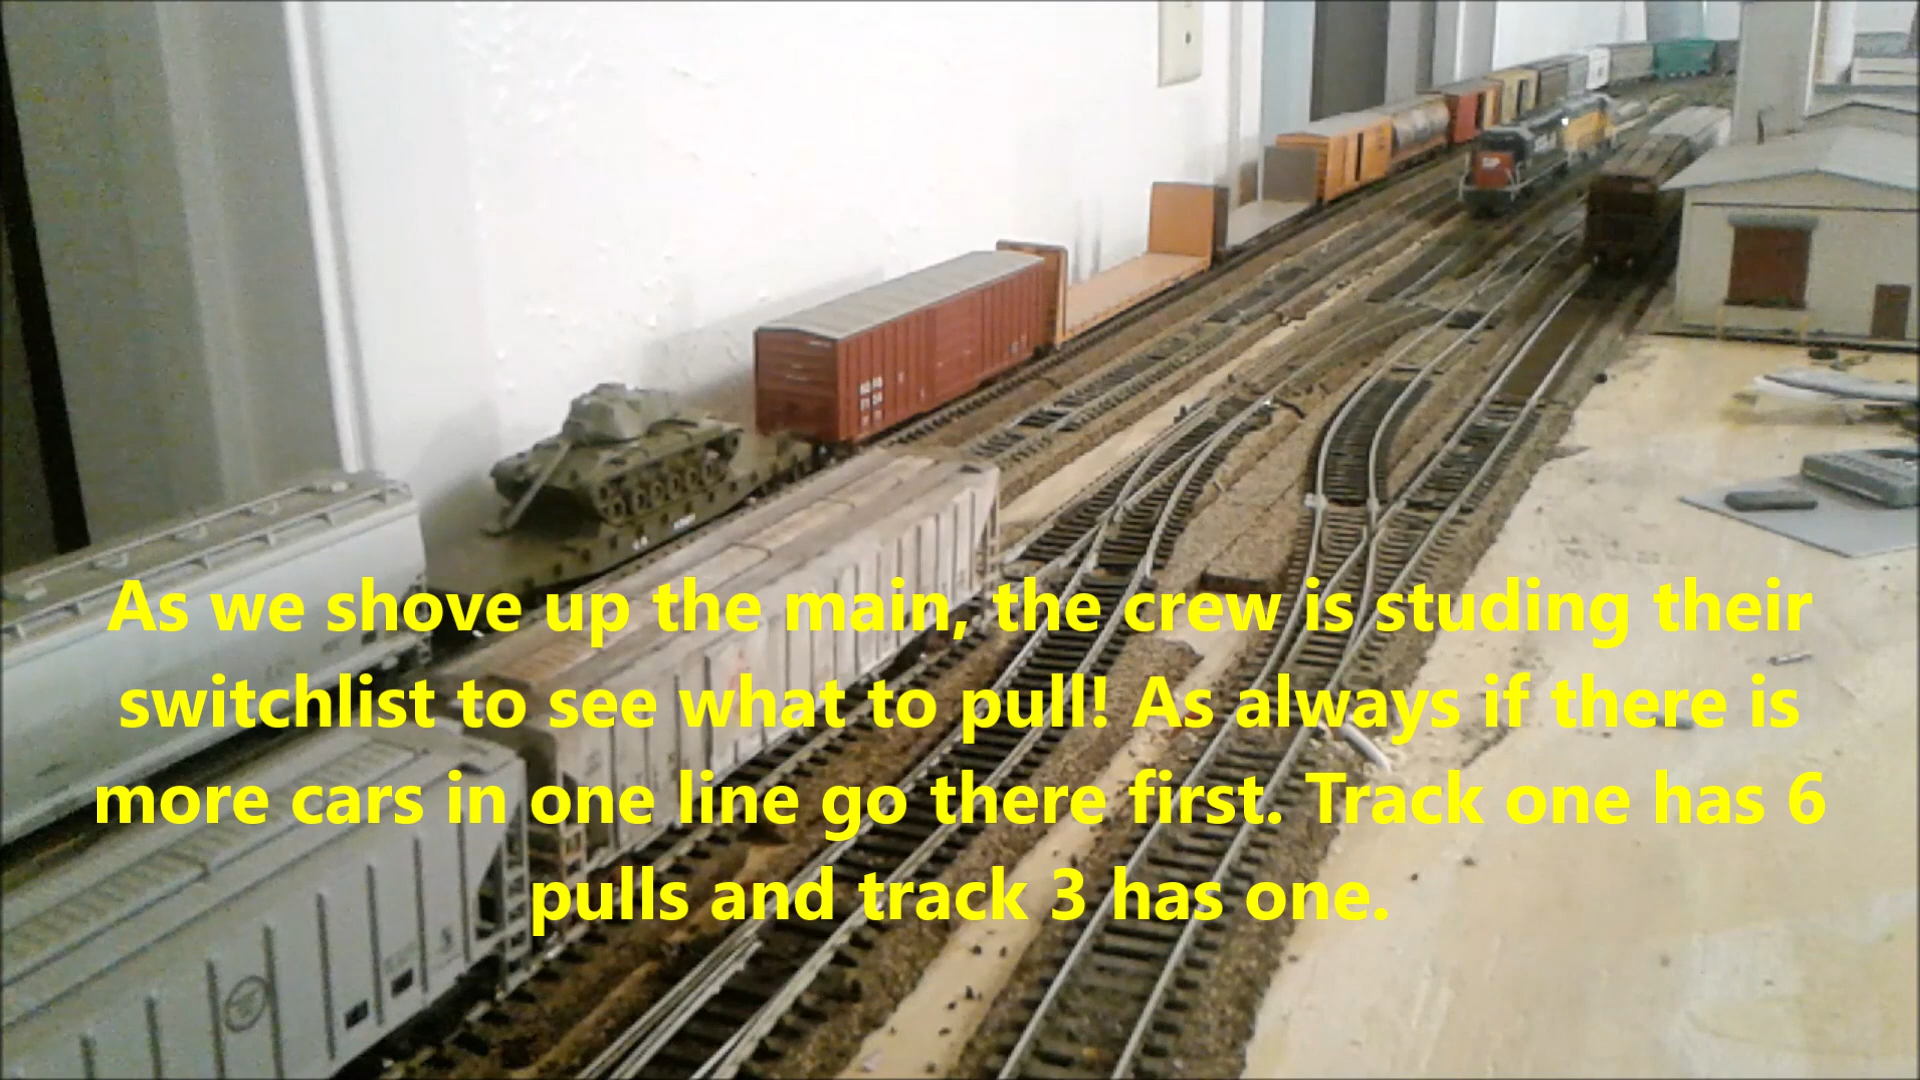 As we shove up the main, the crew is studing their
switchlist to see what to pull! As always if there is
more cars in one line go there first. Track one has 6
pulls and track 3 has one.